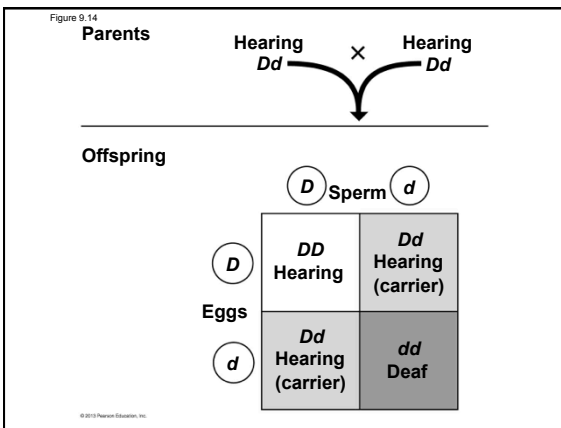 Figure 9.14
Parents
Hearing × Hearing
Dd Dd
Offspring
D Sperm d
D
DD
Hearing
Dd
Hearing
(carrier)
Eggs
d
Dd
Hearing
(carrier)
dd
Deaf
© 2013 Pearson Education, Inc.